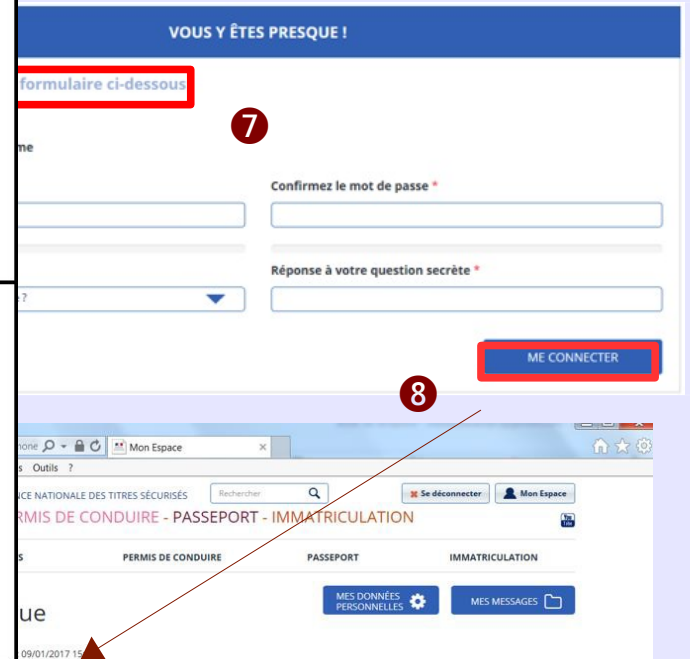 VOUS Y ÊTES PRESQUE !
formulaire ci-dessous
7
me
Confirmez le mot de passe *
Réponse à votre question secrète *
?
ME CONNECTER
8
Mon Espace
s Outils ?
NCE NATIONALE DES TITRES SÉCURISÉS Rechercher Se déconnecter Mon Espace
RMIS DE CONDUIRE - PASSEPORT - IMMATRICULATION
You Tube
S PERMIS DE CONDUIRE PASSEPORT IMMATRICULATION
MES DONNÉES PERSONNELLES MES MESSAGES
ue
09/01/2017 15